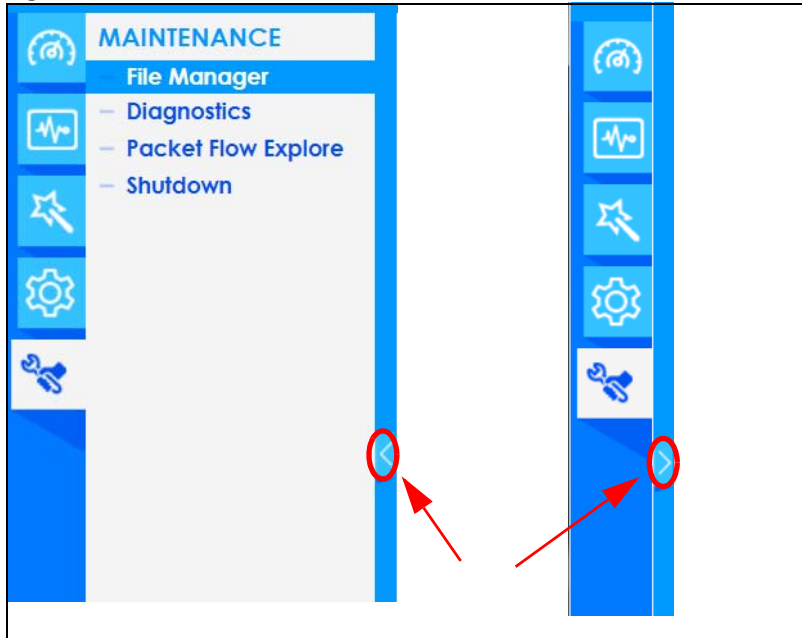 MAINTENANCE
File Manager
Diagnostics
Packet Flow Explore
Shutdown